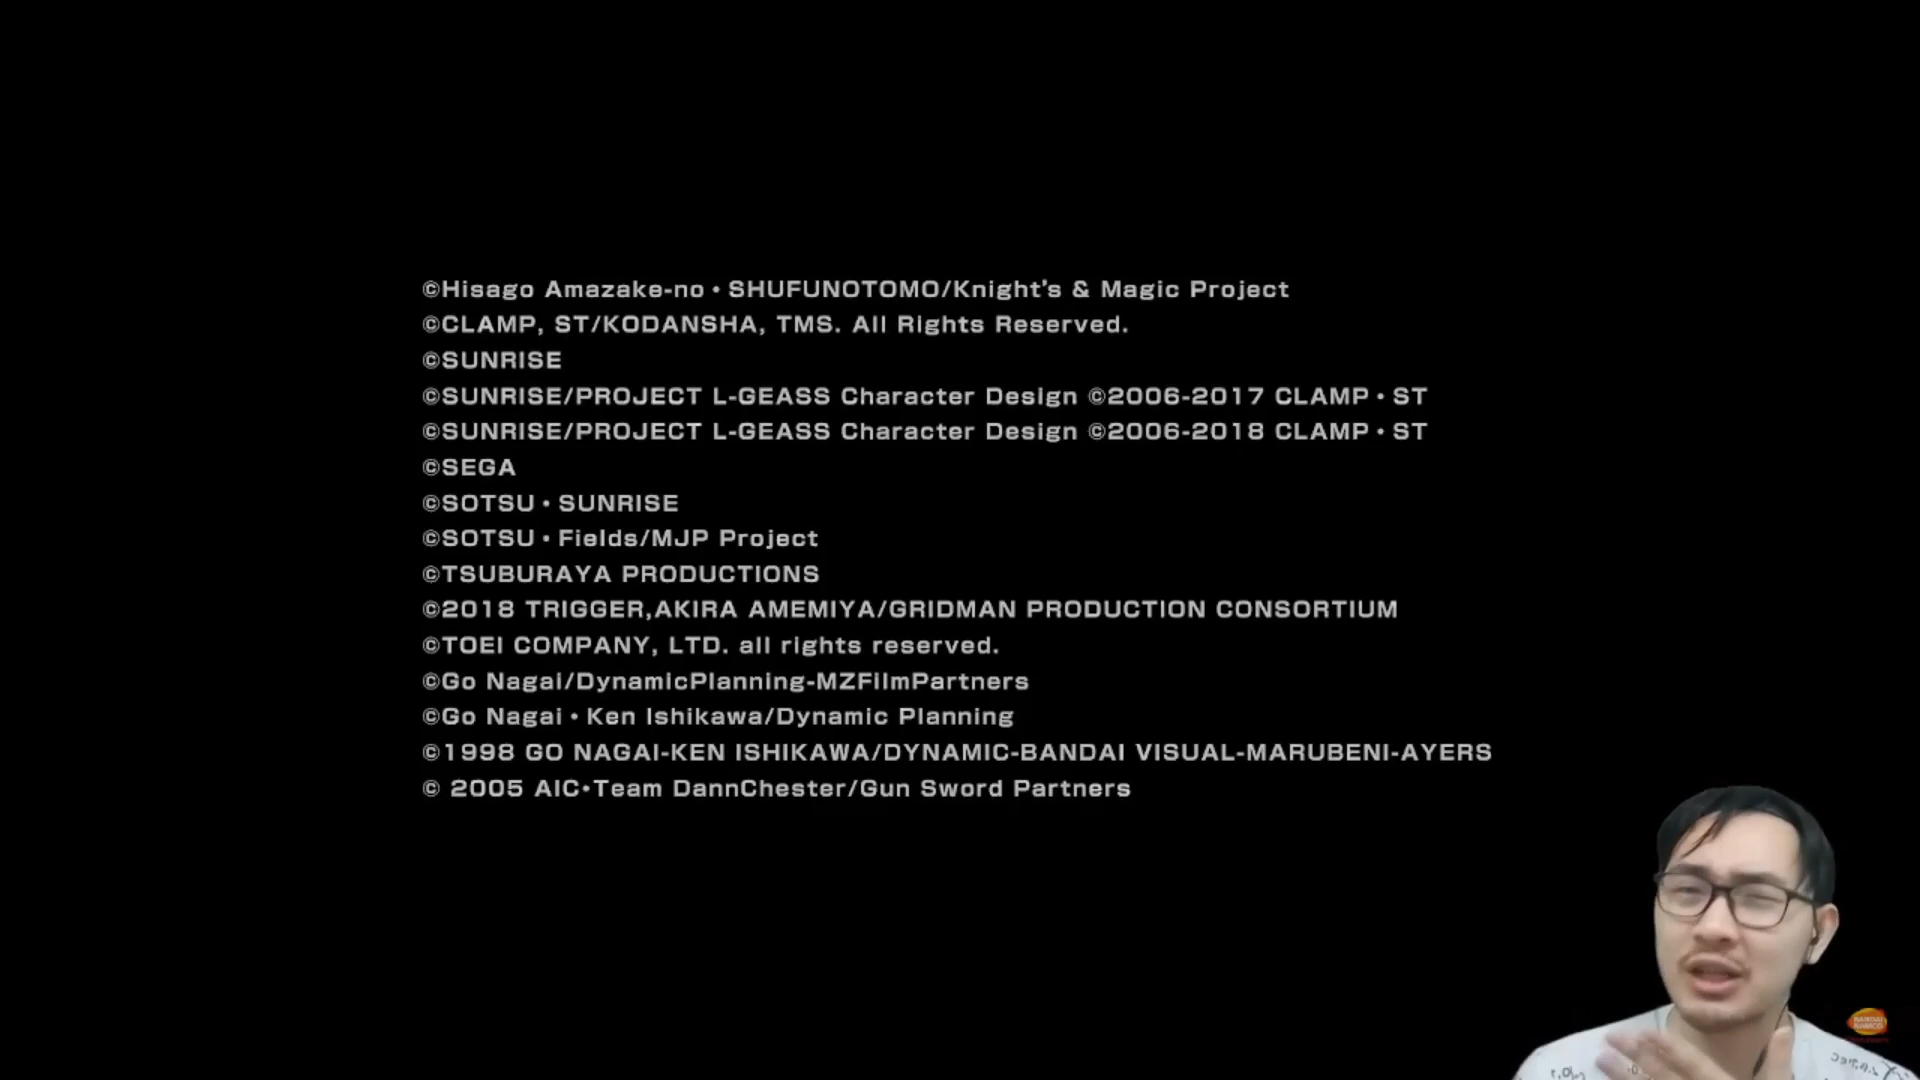 ©Hisago Amazake-no・SHUFUNOTOMO/Knight's & Magic Project
©CLAMP, ST/KODANSHA, TMS. All Rights Reserved.
©SUNRISE
©SUNRISE/PROJECT L-GEASS Character Design ©2006-2017 CLAMP・ST
©SUNRISE/PROJECT L-GEASS Character Design ©2006-2018 CLAMP・ST
©SEGA
©SOTSU・SUNRISE
©SOTSU・Fields/MJP Project
©TSUBURAYA PRODUCTIONS
©2018 TRIGGER,AKIRA AMEMIYA/GRIDMAN PRODUCTION CONSORTIUM
©TOEI COMPANY, LTD. all rights reserved.
©Go Nagai/DynamicPlanning-MZFilmPartners
©Go Nagai・Ken Ishikawa/Dynamic Planning
©1998 GO NAGAI-KEN ISHIKAWA/DYNAMIC-BANDAI VISUAL-MARUBENI-AYERS
© 2005 AIC・Team DannChester/Gun Sword Partners
BANDAI
NAMCO